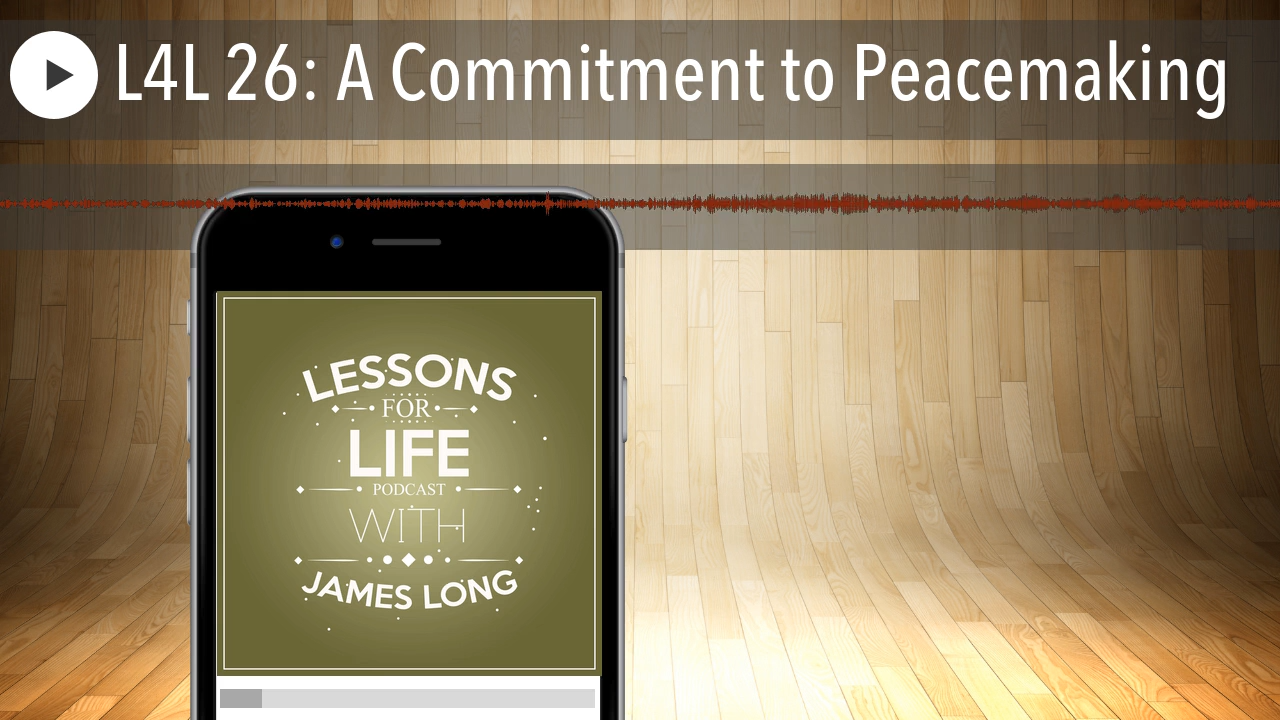 L4L 26: A Commitment to Peacemaking
LESSONS
FOR
LIFE
PODCAST
WITH
JAMES LONG